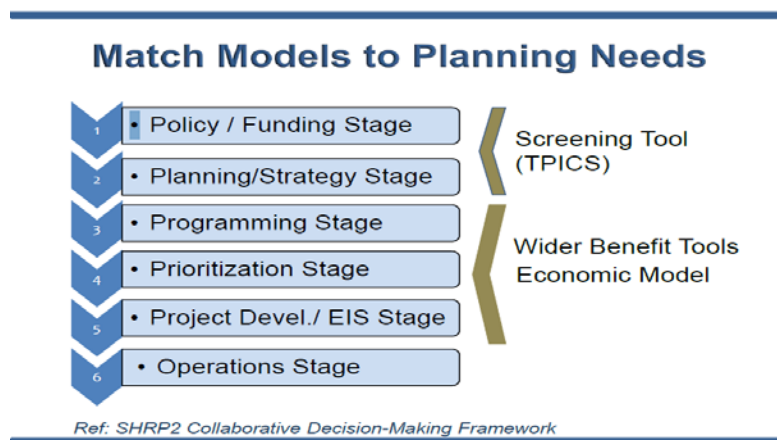 Match Models to Planning Needs
1
• Policy / Funding Stage
2
• Planning/Strategy Stage
3
• Programming Stage
4
• Prioritization Stage
5
• Project Devel./ EIS Stage
6
• Operations Stage
Screening Tool
(TPICS)
Wider Benefit Tools
Economic Model
Ref: SHRP2 Collaborative Decision-Making Framework